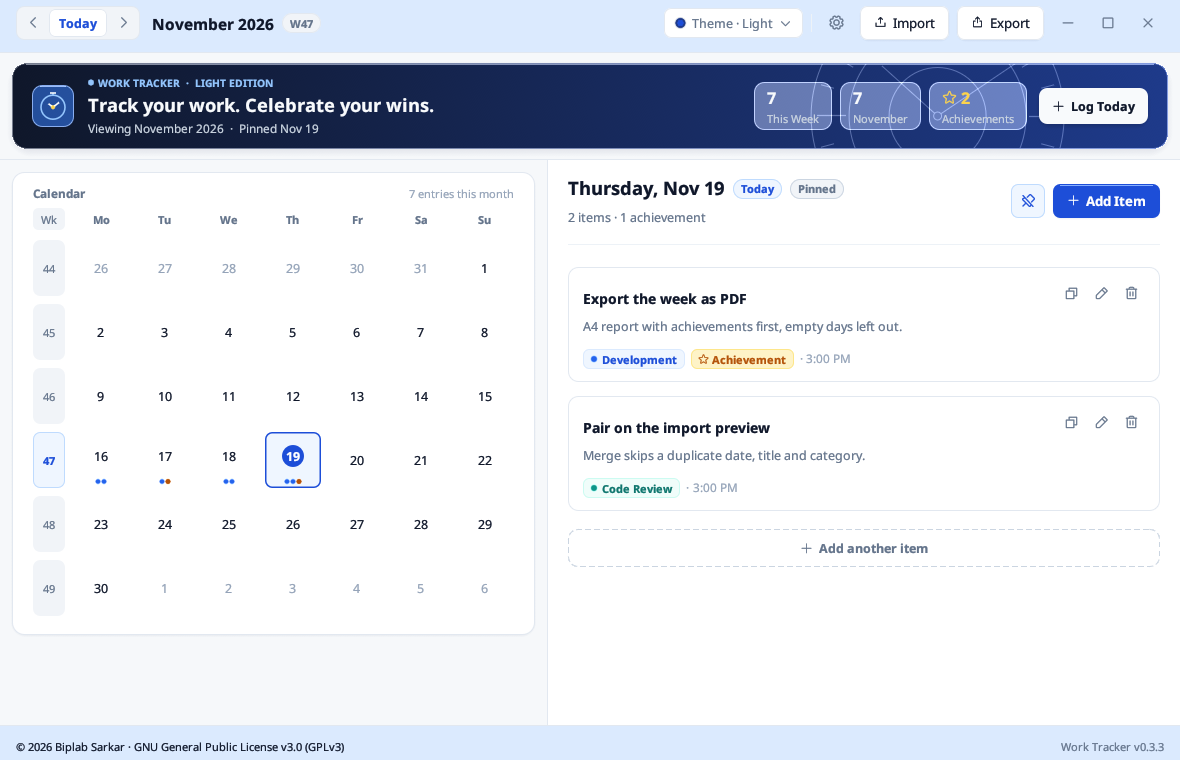 Today November 2026 W47 Theme · Light Import Export
WORK TRACKER · LIGHT EDITION
Track your work. Celebrate your wins.
Viewing November 2026 · Pinned Nov 19
7 This Week
7 November
2 Achievements
Log Today
Calendar 7 entries this month
Wk Mo Tu We Th Fr Sa Su
44 26 27 28 29 30 31 1
45 2 3 4 5 6 7 8
46 9 10 11 12 13 14 15
47 16 17 18 19 20 21 22
48 23 24 25 26 27 28 29
49 30 1 2 3 4 5 6
Thursday, Nov 19 Today Pinned
2 items · 1 achievement
Add Item
Export the week as PDF
A4 report with achievements first, empty days left out.
Development Achievement · 3:00 PM
Pair on the import preview
Merge skips a duplicate date, title and category.
Code Review · 3:00 PM
Add another item
© 2026 Biplab Sarkar · GNU General Public License v3.0 (GPLv3) Work Tracker v0.3.3